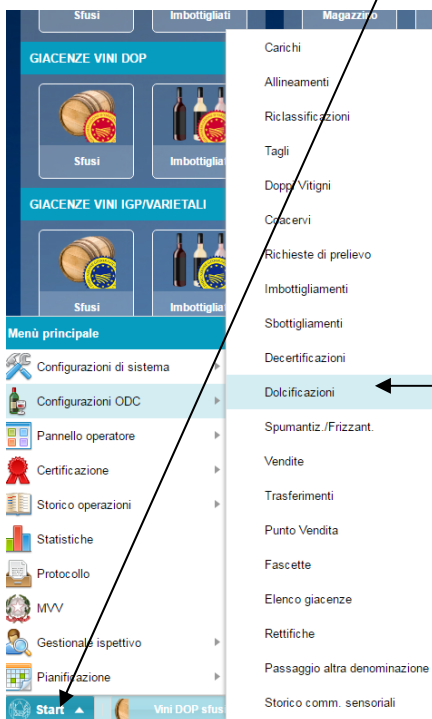 Sfusi
Imbottigliati
Magazzino
GIACENZE VINI DOP
Sfusi
Imbottiglia
GIACENZE VINI IGP/VARIETALI
Sfusi
Imbottiglia
Menù principale
Configurazioni di sistema
Configurazioni ODC
Pannello operatore
Certificazione
Storico operazioni
Statistiche
Protocollo
MVV
Gestionale ispettivo
Pianificazione
Start
Vini DOP sfus
Carichi
Allineamenti
Riclassificazioni
Tagli
Doppi Vitigni
Coacervi
Richieste di prelievo
Imbottigliamenti
Sbottigliamenti
Decertificazioni
Dolcificazioni
Spumantiz./Frizzant.
Vendite
Trasferimenti
Punto Vendita
Fascette
Elenco giacenze
Rettifiche
Passaggio altra denominazione
Storico comm. sensoriali